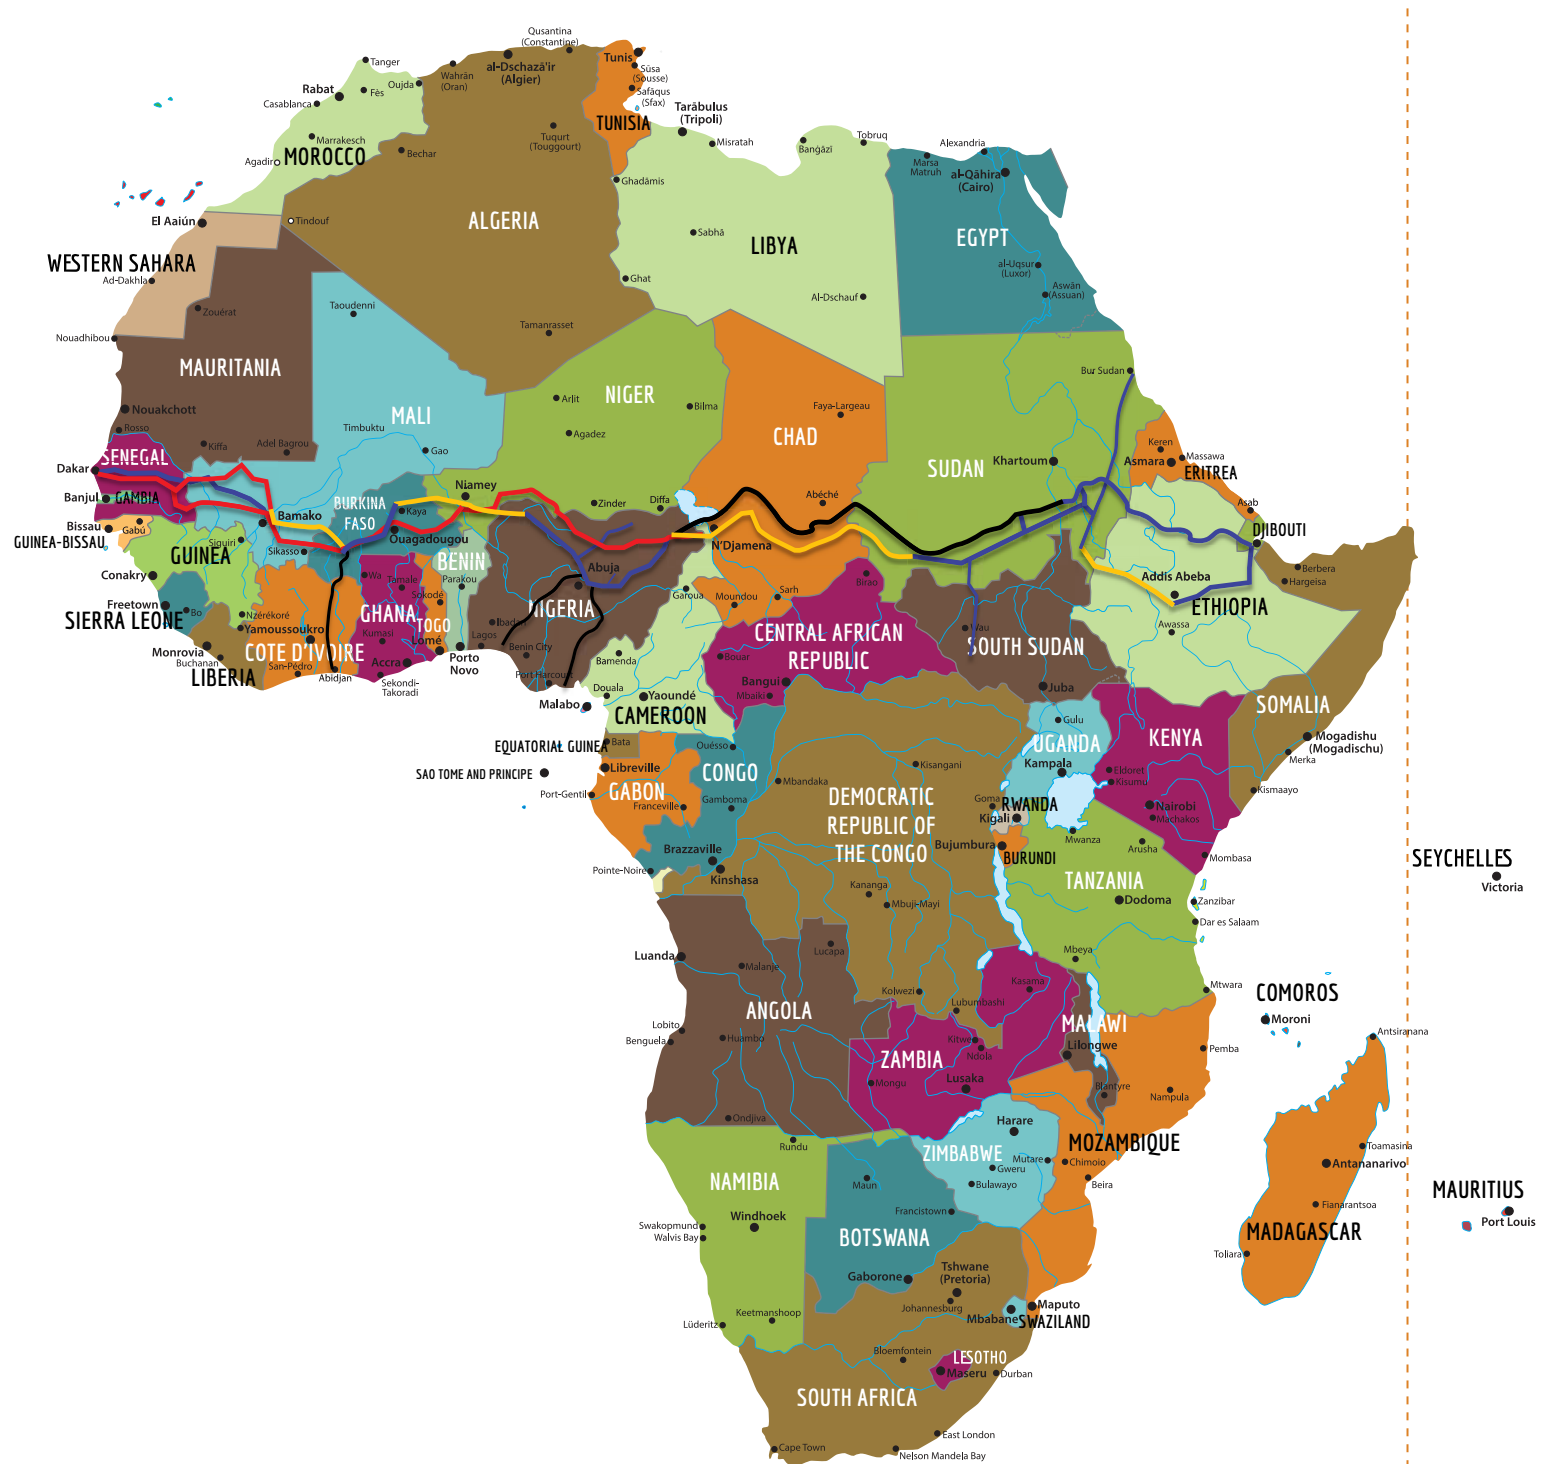 Qusantina
(Constantine)
al-Dschazā'ir
(Algier)
Tunis
Tanger
Wahrān
(Oran)
Oujda
Sūsa
(Sousse)
Rabat
Fès
Safāqus
(Sfax)
Casablanca
Tarābulus
(Tripoli)
TUNISIA
Marrakesch
Tuqurt
(Touggourt)
Misratah
Banġāzī
Tobruq
Alexandria
MOROCCO
Agadir
Bechar
Marsa
Matruh
al-Qāhira
(Cairo)
Ghadāmis
El Aaiún
Tindouf
ALGERIA
Sabhā
LIBYA
EGYPT
WESTERN SAHARA
Ad-Dakhla
Ghat
al-Uqsur
(Luxor)
Al-Dschauf
Aswān
(Assuan)
Zouérat
Taoudenni
Tamanrasset
Nouadhibou
MAURITANIA
Bur Sudan
NIGER
Arlit
Bilma
Faya-Largeau
Nouakchott
MALI
Rosso
Timbuktu
Agadez
CHAD
Kiffa
Adel Bagrou
Gao
Keren
SENEGAL
Dakar
SUDAN
Khartoum
Asmara
Massawa
ERITREA
Niamey
Banjul
GAMBIA
BURKINA
FASO
Kaya
Zinder
Diffa
Abéché
Asab
Bissau
Gabú
Bamako
GUINEA-BISSAU
Ouagadougou
N'Djamena
DJIBOUTI
Siguiri
Sikasso
GUINEA
BENIN
Abuja
Birao
Berbera
Hargeisa
Conakry
Wa
Tamale
Parakou
Addis Abeba
Freetown
Bo
Sokodé
Garoua
Moundou
Sarh
ETHIOPIA
SIERRA LEONE
Nzérékoré
GHANA
TOGO
NIGERIA
Yamoussoukro
Ibadan
Wau
Awassa
Kumasi
Lomé
Lagos
CENTRAL AFRICAN
REPUBLIC
SOUTH SUDAN
Monrovia
Buchanan
COTE D'IVOIRE
Porto
Novo
Benin City
Bamenda
Bouar
LIBERIA
San-Pédro
Abidjan
Accra
Sekondi-
Takoradi
Port Harcourt
Douala
Yaoundé
Bangui
Mbaiki
Juba
Malabo
CAMEROON
SOMALIA
Gulu
EQUATORIAL GUINEA
Bata
Ouésso
UGANDA
KENYA
Mogadishu
(Mogadischu)
Merka
SAO TOME AND PRINCIPE
Libreville
CONGO
Mbandaka
Kisangani
Kampala
Eldoret
Kisumu
Port-Gentil
GABON
Franceville
Gamboma
DEMOCRATIC
REPUBLIC OF
THE CONGO
Goma
RWANDA
Kigali
Nairobi
Machakos
Kismaayo
Brazzaville
Bujumbura
BURUNDI
Mwanza
Arusha
Mombasa
SEYCHELLES
Victoria
Pointe-Noire
Kinshasa
Kananga
Mbuji-Mayi
TANZANIA
Dodoma
Zanzibar
Dar es Salaam
Luanda
Malanje
Lucapa
Mbeya
Kolwezi
Kasama
Mtwara
ANGOLA
Lubumbashi
COMOROS
Moroni
Lobito
Benguela
Huambo
MALAWI
Antsiranana
Kitwe
Ndola
Lilongwe
Pemba
ZAMBIA
Mongu
Lusaka
Blantyre
Nampula
Ondjiva
Harare
Rundu
ZIMBABWE
Mutare
Gweru
Chimoio
MOZAMBIQUE
Toamasina
Antananarivo
NAMIBIA
Maun
Bulawayo
Beira
MAURITIUS
Port Louis
Fianarantsoa
Swakopmund
Walvis Bay
Windhoek
Francistown
BOTSWANA
MADAGASCAR
Toliara
Gaborone
Tshwane
(Pretoria)
Johannesburg
Maputo
Mbabane
SWAZILAND
Lüderitz
Keetmanshoop
Bloemfontein
LESOTHO
Maseru
Durban
SOUTH AFRICA
East London
Cape Town
Nelson Mandela Bay